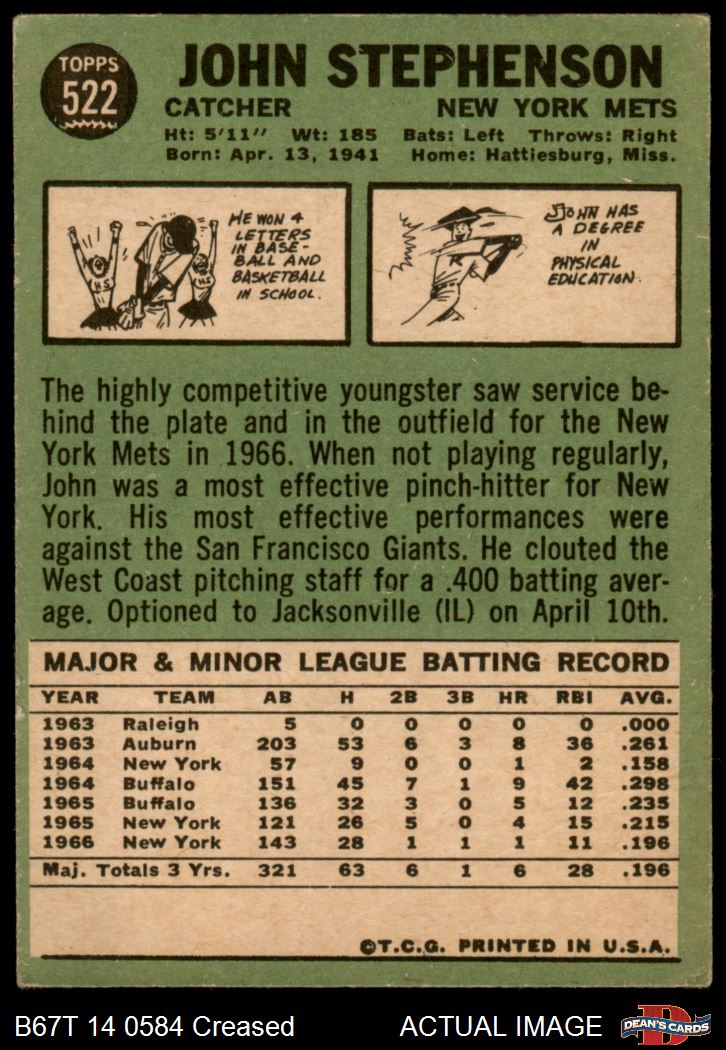 TOPPS
522
JOHN STEPHENSON
CATCHER NEW YORK METS
Ht: 5'11" Wt: 185 Bats: Left Throws: Right
Born: Apr. 13, 1941 Home: Hattiesburg, Miss.
HE WON 4
LETTERS
IN BASE-
BALL AND
BASKETBALL
IN SCHOOL.
H S
H S
JOHN HAS
A DEGREE
IN
PHYSICAL
EDUCATION.
The highly competitive youngster saw service be-
hind the plate and in the outfield for the New
York Mets in 1966. When not playing regularly,
John was a most effective pinch-hitter for New
York. His most effective performances were
against the San Francisco Giants. He clouted the
West Coast pitching staff for a .400 batting aver-
age. Optioned to Jacksonville (IL) on April 10th.
MAJOR & MINOR LEAGUE BATTING RECORD
YEAR TEAM AB H 2B 3B HR RBI AVG.
1963 Raleigh 5 0 0 0 0 0 .000
1963 Auburn 203 53 6 3 8 36 .261
1964 New York 57 9 0 0 1 2 .158
1964 Buffalo 151 45 7 1 9 42 .298
1965 Buffalo 136 32 3 0 5 12 .235
1965 New York 121 26 5 0 4 15 .215
1966 New York 143 28 1 1 1 11 .196
Maj. Totals 3 Yrs. 321 63 6 1 6 28 .196
©T.C.G. PRINTED IN U.S.A.
B67T 14 0584 Creased ACTUAL IMAGE
D
DEAN'S CARDS